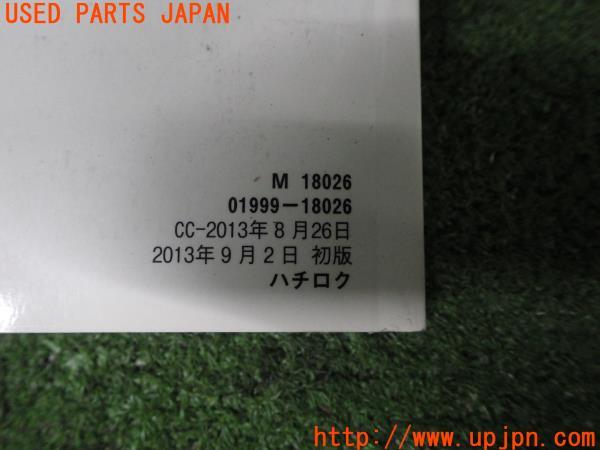 USED PARTS JAPAN
M 18026
01999-18026
CC-2013年8月26日
2013年9月2日 初版
ハチロク
http://www.upjpn.com/